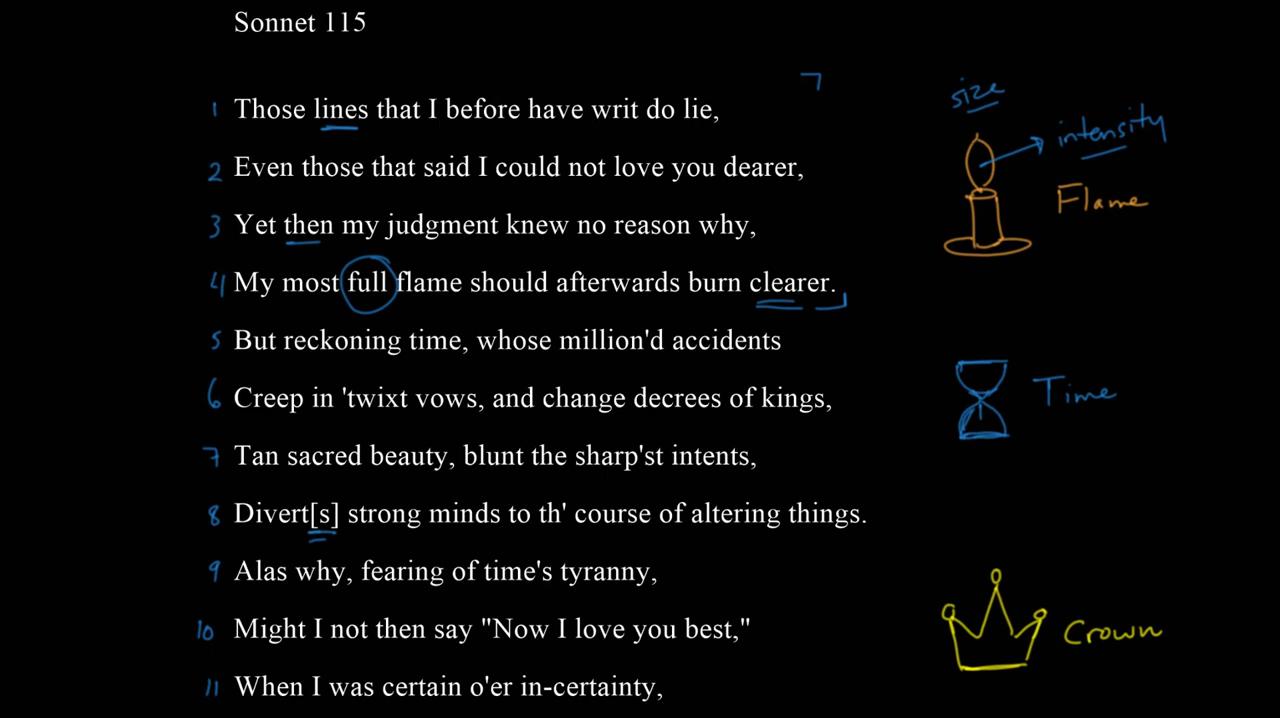 Sonnet 115
1 Those lines that I before have writ do lie,
2 Even those that said I could not love you dearer,
3 Yet then my judgment knew no reason why,
4 My most full flame should afterwards burn clearer.
5 But reckoning time, whose million'd accidents
6 Creep in 'twixt vows, and change decrees of kings,
7 Tan sacred beauty, blunt the sharp'st intents,
8 Divert[s] strong minds to th' course of altering things.
9 Alas why, fearing of time's tyranny,
10 Might I not then say "Now I love you best,"
11 When I was certain o'er in-certainty,
size
intensity
Flame
Time
Crown